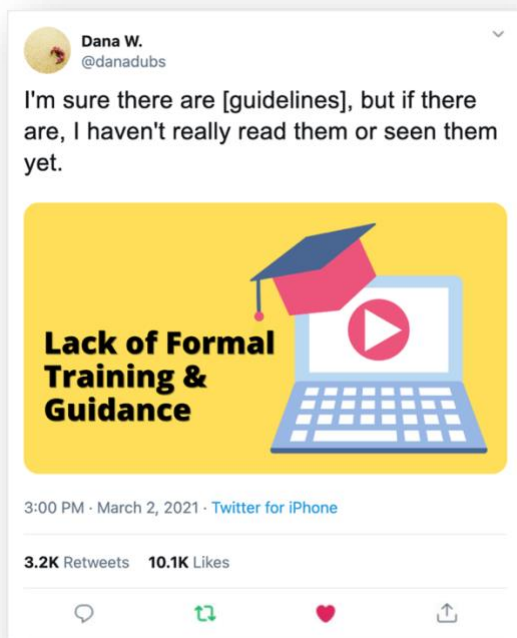 Dana W.
@danadubs
I'm sure there are [guidelines], but if there
are, I haven't really read them or seen them
yet.
Lack of Formal
Training &
Guidance
3:00 PM · March 2, 2021 · Twitter for iPhone
3.2K Retweets 10.1K Likes